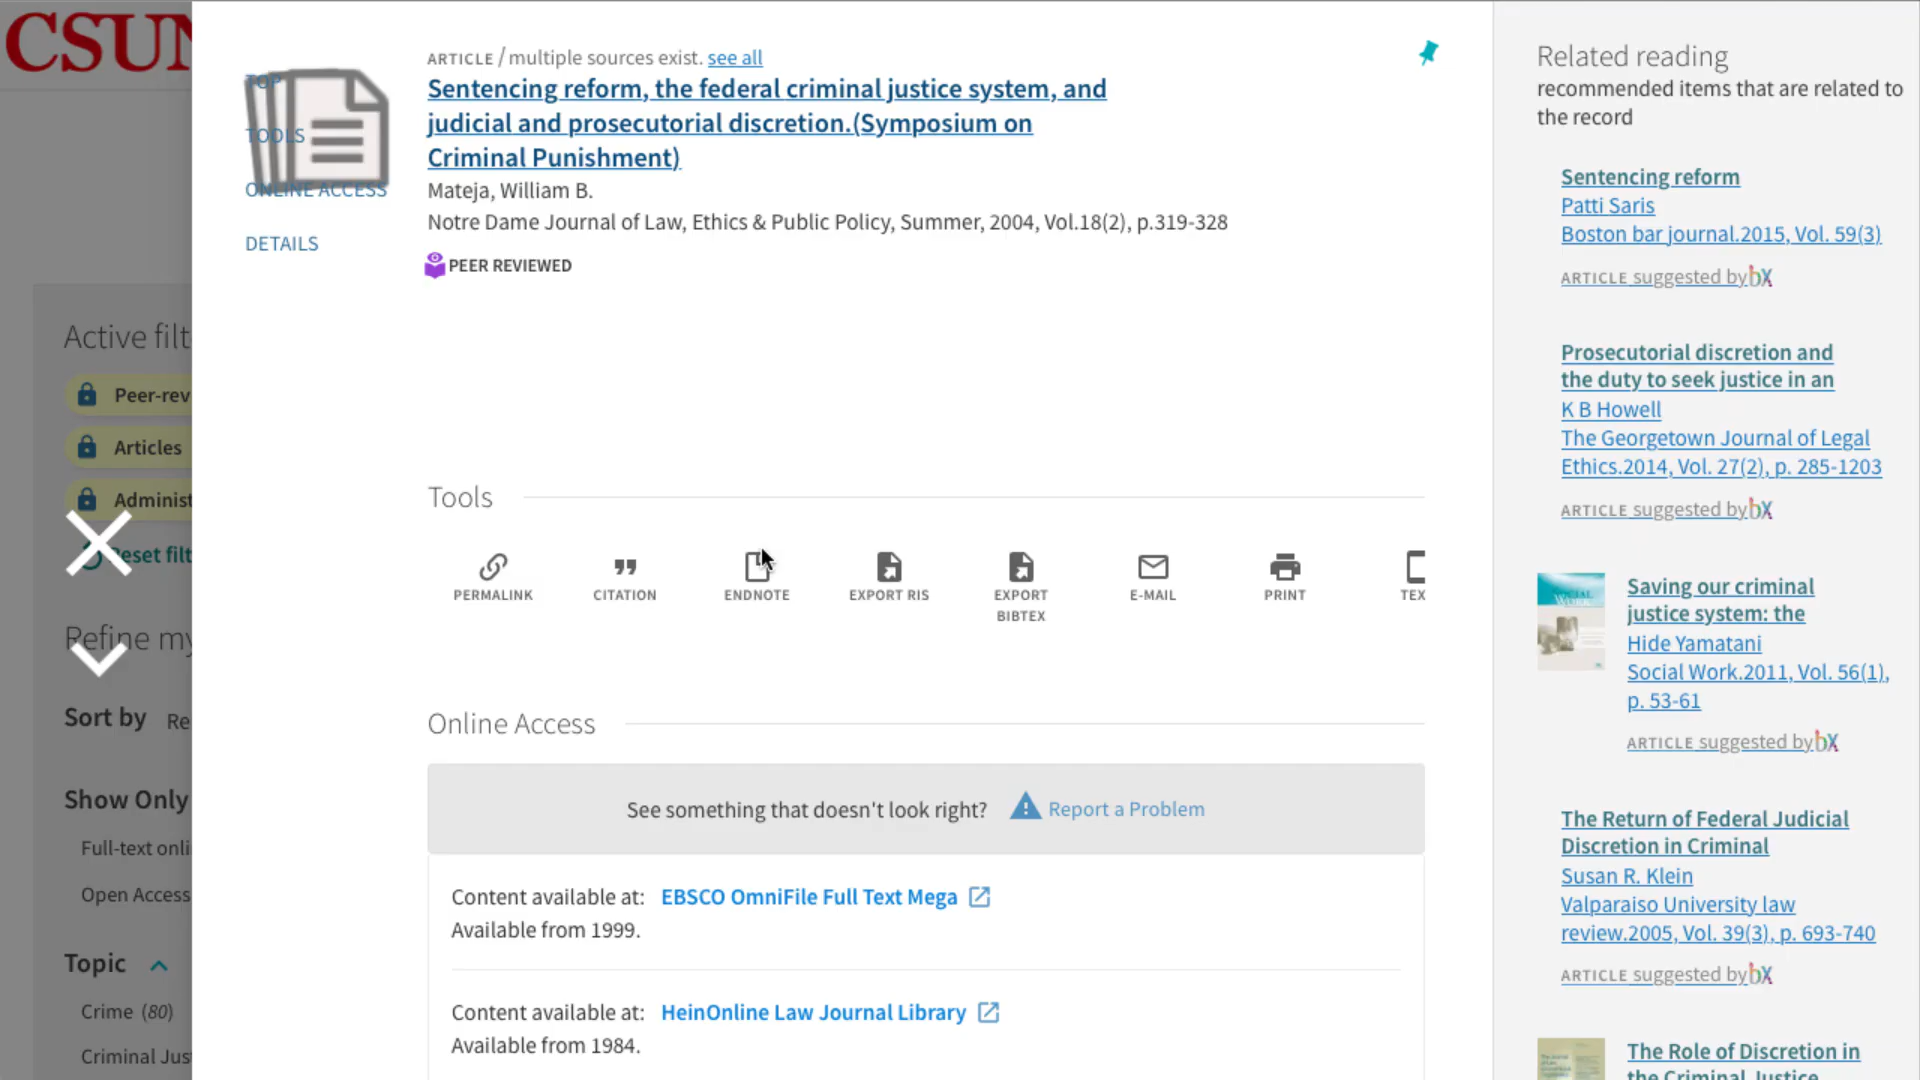 CSUN
TOP
TOOLS
ONLINE ACCESS
DETAILS
ARTICLE / multiple sources exist. see all
Sentencing reform, the federal criminal justice system, and
judicial and prosecutorial discretion.(Symposium on
Criminal Punishment)
Mateja, William B.
Notre Dame Journal of Law, Ethics & Public Policy, Summer, 2004, Vol.18(2), p.319-328
PEER REVIEWED
Active filt
Peer-rev
Articles
Administ
Reset filt
Refine my
Sort by Re
Show Only
Full-text onli
Open Access
Topic
Crime (80)
Criminal Jus
Tools
PERMALINK
CITATION
ENDNOTE
EXPORT RIS
EXPORT
BIBTEX
E-MAIL
PRINT
TEX
Online Access
See something that doesn't look right? Report a Problem
Content available at: EBSCO OmniFile Full Text Mega
Available from 1999.
Content available at: HeinOnline Law Journal Library
Available from 1984.
Related reading
recommended items that are related to
the record
Sentencing reform
Patti Saris
Boston bar journal.2015, Vol. 59(3)
ARTICLE suggested by bX
Prosecutorial discretion and
the duty to seek justice in an
K B Howell
The Georgetown Journal of Legal
Ethics.2014, Vol. 27(2), p. 285-1203
ARTICLE suggested by bX
Saving our criminal
justice system: the
Hide Yamatani
Social Work.2011, Vol. 56(1),
p. 53-61
ARTICLE suggested by bX
The Return of Federal Judicial
Discretion in Criminal
Susan R. Klein
Valparaiso University law
review.2005, Vol. 39(3), p. 693-740
ARTICLE suggested by bX
The Role of Discretion in
the Criminal Justice